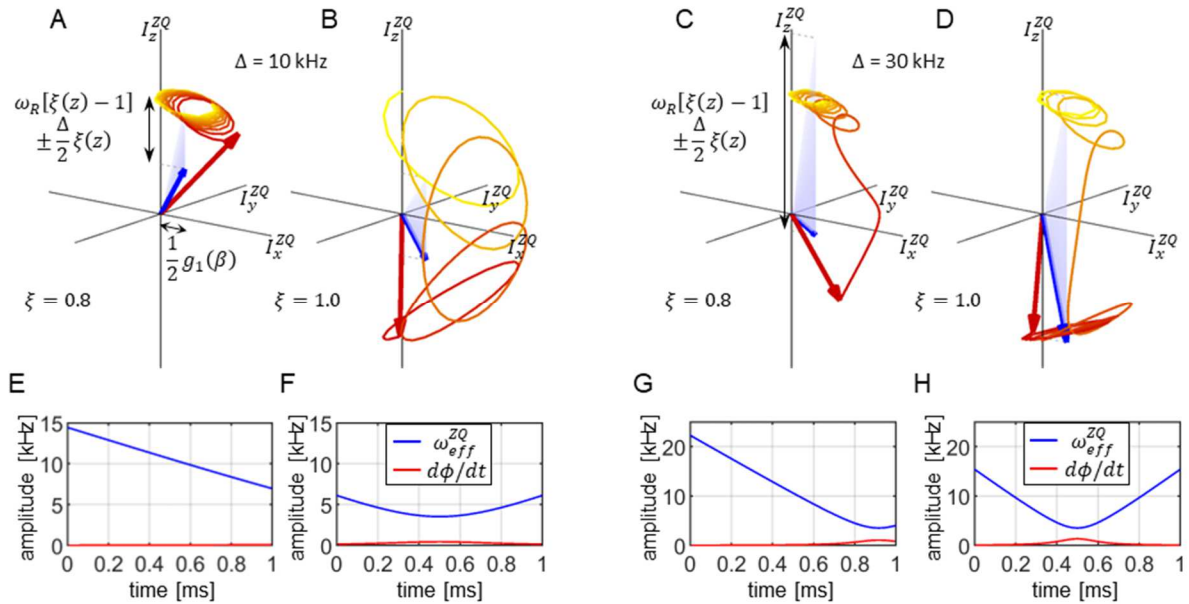 A
B
C
D
I_z^{ZQ}
I_z^{ZQ}
I_z^{ZQ}
I_z^{ZQ}
Δ = 10 kHz
Δ = 30 kHz
ω_R[ξ(z) − 1]
± Δ/2 ξ(z)
ω_R[ξ(z) − 1]
± Δ/2 ξ(z)
I_y^{ZQ}
I_y^{ZQ}
I_y^{ZQ}
I_y^{ZQ}
I_x^{ZQ}
I_x^{ZQ}
I_x^{ZQ}
I_x^{ZQ}
1/2 g_1(β)
ξ = 0.8
ξ = 1.0
ξ = 0.8
ξ = 1.0
E
F
G
H
amplitude [kHz]
15
10
5
0
0 0.2 0.4 0.6 0.8 1
time [ms]
amplitude [kHz]
15
10
5
0
ω_{eff}^{ZQ}
dϕ/dt
0 0.2 0.4 0.6 0.8 1
time [ms]
amplitude [kHz]
20
10
0
0 0.2 0.4 0.6 0.8 1
time [ms]
amplitude [kHz]
20
10
0
ω_{eff}^{ZQ}
dϕ/dt
0 0.2 0.4 0.6 0.8 1
time [ms]